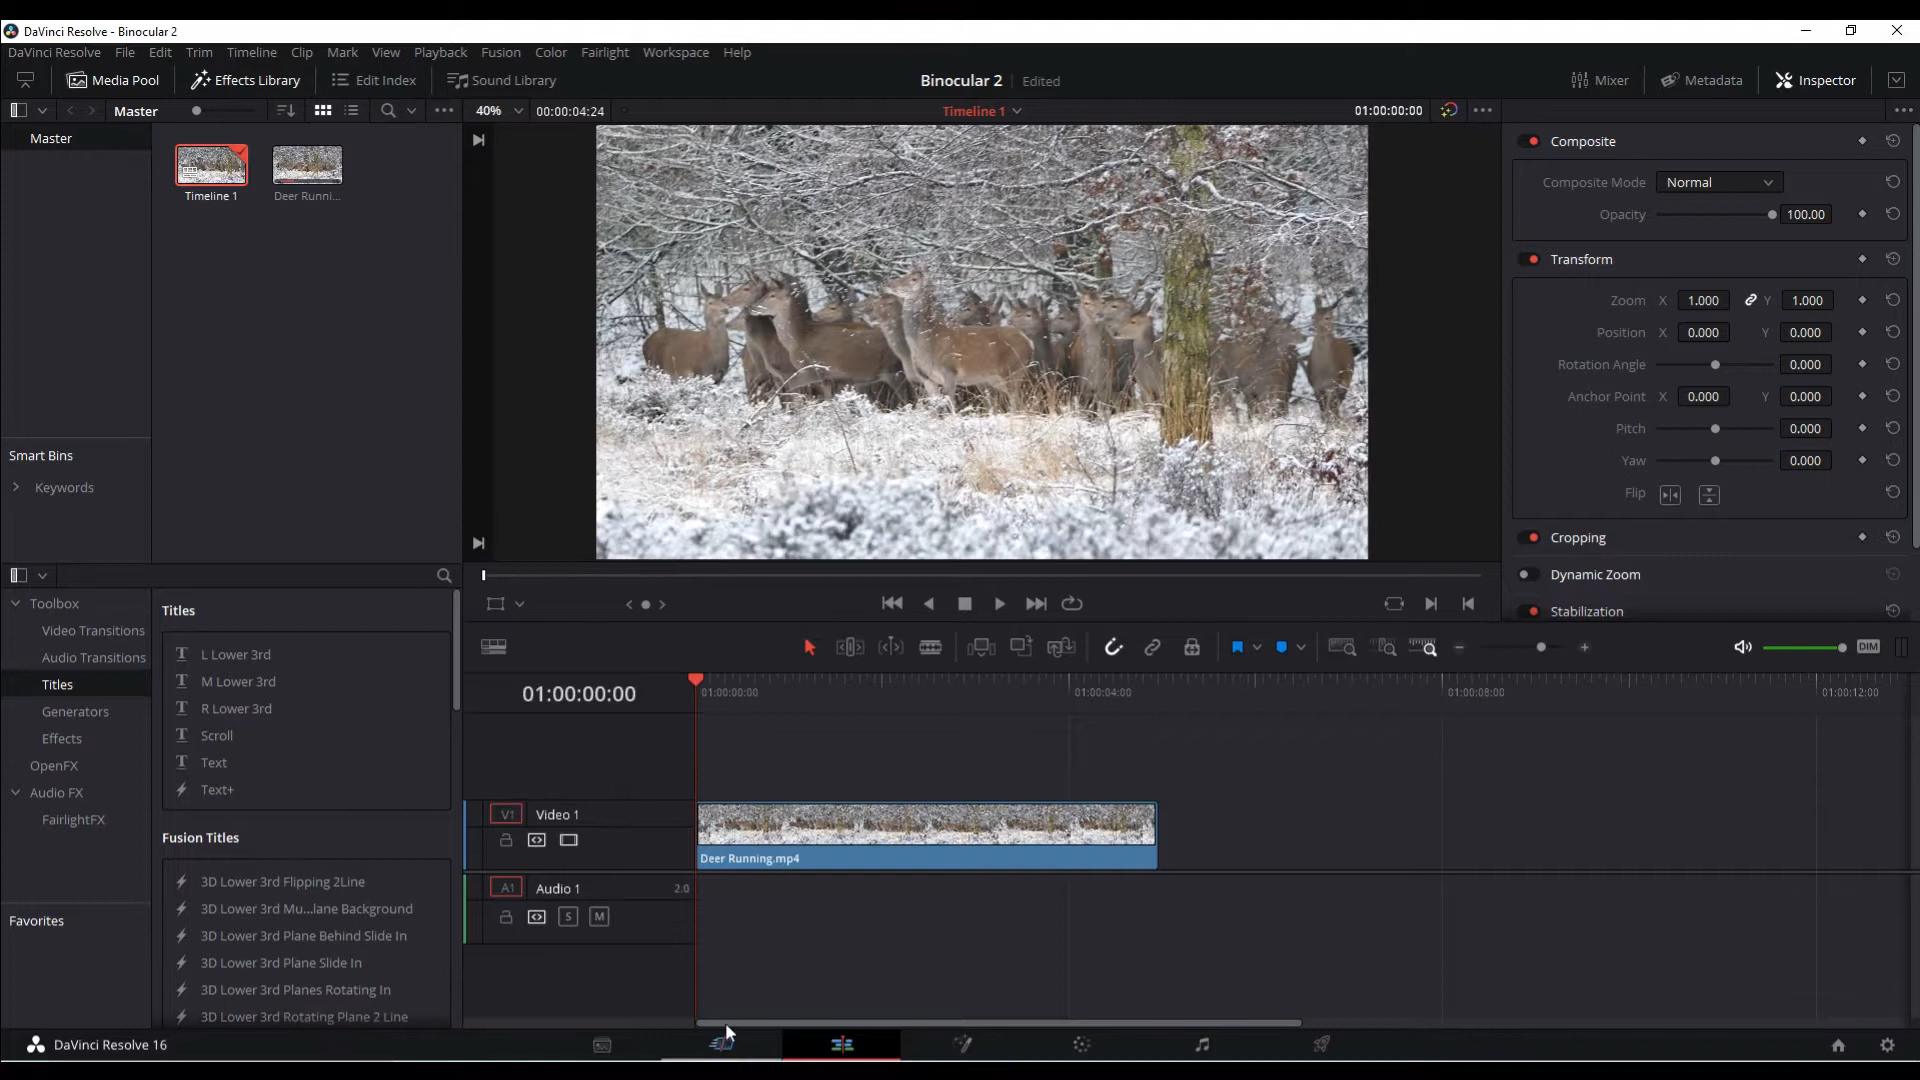 DaVinci Resolve - Binocular 2
DaVinci Resolve File Edit Trim Timeline Clip Mark View Playback Fusion Color Fairlight Workspace Help
Media Pool Effects Library Edit Index Sound Library Binocular 2 Edited Mixer Metadata Inspector
Master 40% 00:00:04:24 Timeline 1 01:00:00:00
Master
Timeline 1 Deer Runni...
Composite
Composite Mode Normal
Opacity 100.00
Transform
Zoom X 1.000 Y 1.000
Position X 0.000 Y 0.000
Rotation Angle 0.000
Anchor Point X 0.000 Y 0.000
Pitch 0.000
Yaw 0.000
Flip
Cropping
Dynamic Zoom
Stabilization
Smart Bins
Keywords
Toolbox
Video Transitions
Audio Transitions
Titles
Generators
Effects
OpenFX
Audio FX
FairlightFX
Favorites
Titles
L Lower 3rd
M Lower 3rd
R Lower 3rd
Scroll
Text
Text+
Fusion Titles
3D Lower 3rd Flipping 2Line
3D Lower 3rd Mu...lane Background
3D Lower 3rd Plane Behind Slide In
3D Lower 3rd Plane Slide In
3D Lower 3rd Planes Rotating In
3D Lower 3rd Rotating Plane 2 Line
DIM
01:00:00:00 01:00:00:00 01:00:04:00 01:00:08:00 01:00:12:00
V1 Video 1
Deer Running.mp4
A1 Audio 1 2.0
S M
DaVinci Resolve 16